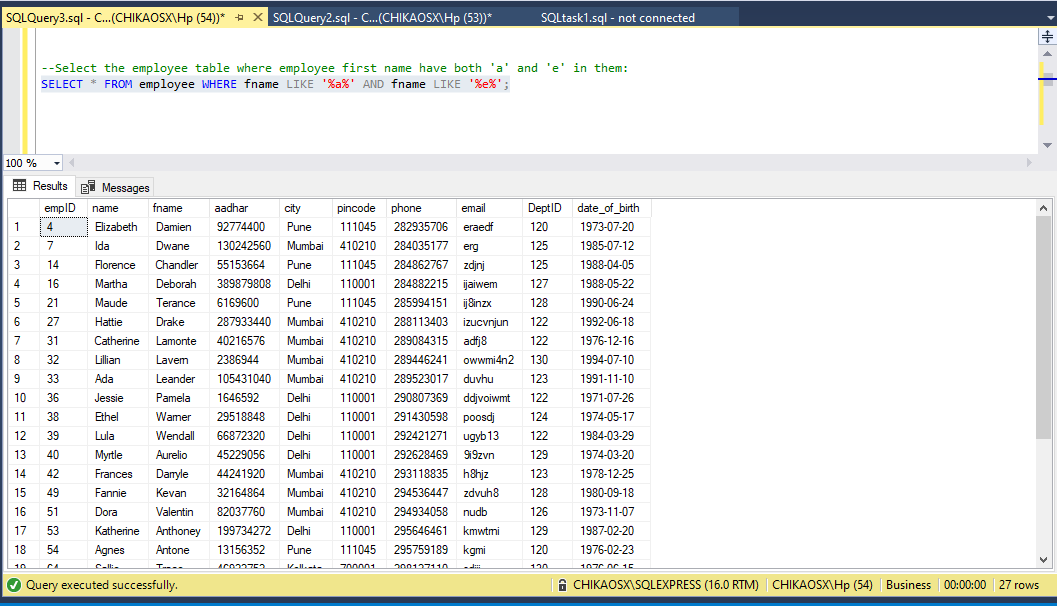 SQLQuery3.sql - C...(CHIKAOSX\Hp (54))* SQLQuery2.sql - C...(CHIKAOSX\Hp (53))* SQLtask1.sql - not connected
--Select the employee table where employee first name have both 'a' and 'e' in them:
SELECT * FROM employee WHERE fname LIKE '%a%' AND fname LIKE '%e%';
100 %
Results Messages
empID name fname aadhar city pincode phone email DeptID date_of_birth
1 4 Elizabeth Damien 92774400 Pune 111045 282935706 eraedf 120 1973-07-20
2 7 Ida Dwane 130242560 Mumbai 410210 284035177 erg 125 1985-07-12
3 14 Florence Chandler 55153664 Pune 111045 284862767 zdjnj 125 1988-04-05
4 16 Martha Deborah 389879808 Delhi 110001 284882215 ijaiwem 127 1988-05-22
5 21 Maude Terance 6169600 Pune 111045 285994151 ij8inzx 128 1990-06-24
6 27 Hattie Drake 287933440 Mumbai 410210 288113403 izucvnjun 122 1992-06-18
7 31 Catherine Lamonte 40216576 Mumbai 410210 289084315 adfj8 122 1976-12-16
8 32 Lillian Lavern 2386944 Mumbai 410210 289446241 owwmi4n2 130 1994-07-10
9 33 Ada Leander 105431040 Mumbai 410210 289523017 duvhu 123 1991-11-10
10 36 Jessie Pamela 1646592 Delhi 110001 290807369 ddjvoiwmt 122 1971-07-26
11 38 Ethel Warner 29518848 Delhi 110001 291430598 poosdj 124 1974-05-17
12 39 Lula Wendall 66872320 Delhi 110001 292421271 ugyb13 122 1984-03-29
13 40 Myrtle Aurelio 45229056 Delhi 110001 292628469 9i9zvn 129 1974-03-20
14 42 Frances Darryle 44241920 Mumbai 410210 293118835 h8hjz 123 1978-12-25
15 49 Fannie Kevan 32164864 Mumbai 410210 294536447 zdvuh8 128 1980-09-18
16 51 Dora Valentin 82037760 Mumbai 410210 294934058 nudb 126 1973-11-07
17 53 Katherine Anthoney 199734272 Delhi 110001 295646461 kmwtmi 129 1987-02-20
18 54 Agnes Antone 13156352 Pune 111045 295759189 kgmi 120 1976-02-23
19 64
Query executed successfully. CHIKAOSX\SQLEXPRESS (16.0 RTM) CHIKAOSX\Hp (54) Business 00:00:00 27 rows